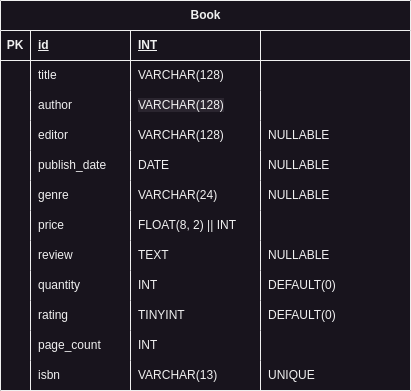 Book
PK id INT
title VARCHAR(128)
author VARCHAR(128)
editor VARCHAR(128) NULLABLE
publish_date DATE NULLABLE
genre VARCHAR(24) NULLABLE
price FLOAT(8, 2) || INT
review TEXT NULLABLE
quantity INT DEFAULT(0)
rating TINYINT DEFAULT(0)
page_count INT
isbn VARCHAR(13) UNIQUE